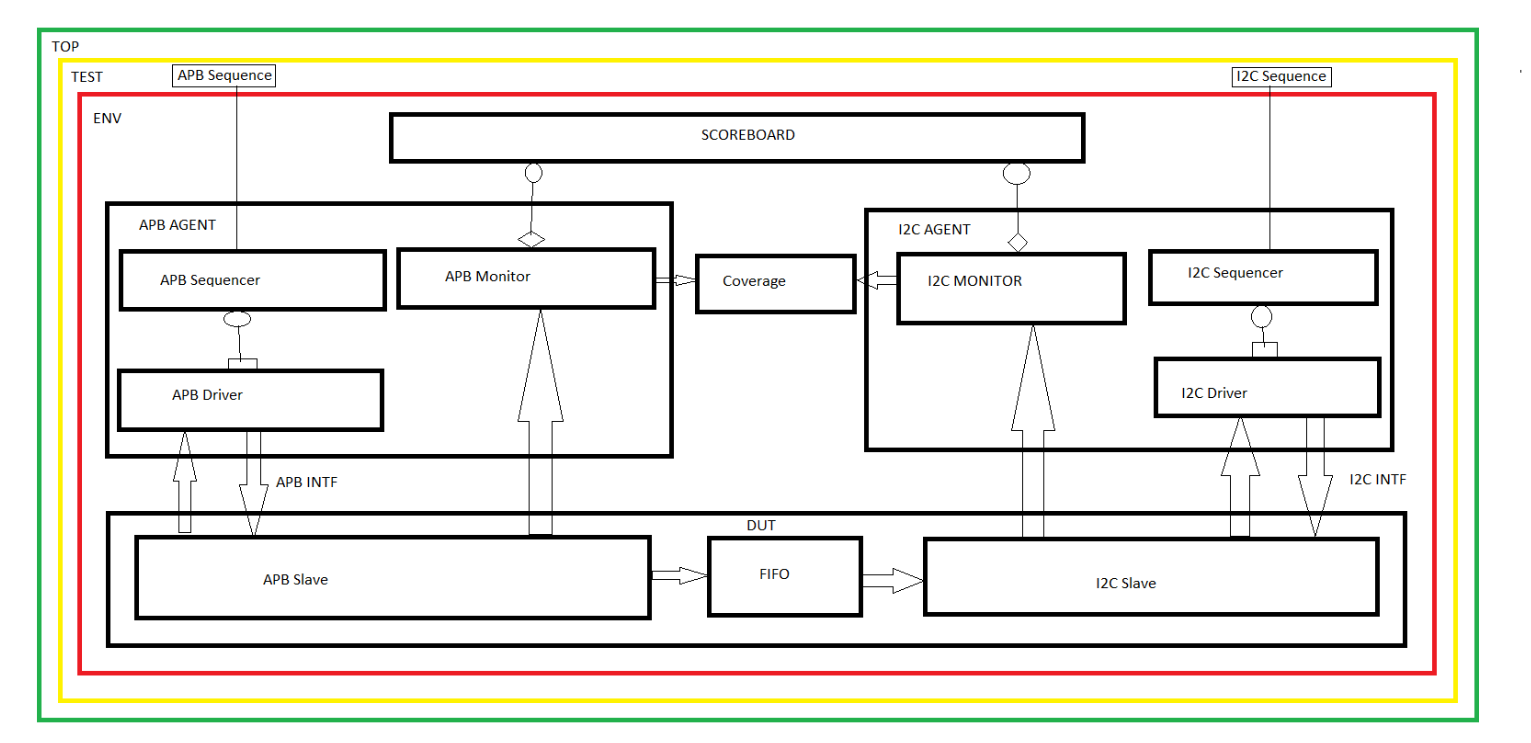 TOP
TEST
APB Sequence
I2C Sequence
ENV
SCOREBOARD
APB AGENT
I2C AGENT
APB Sequencer
APB Monitor
Coverage
I2C MONITOR
I2C Sequencer
APB Driver
I2C Driver
APB INTF
I2C INTF
DUT
APB Slave
FIFO
I2C Slave